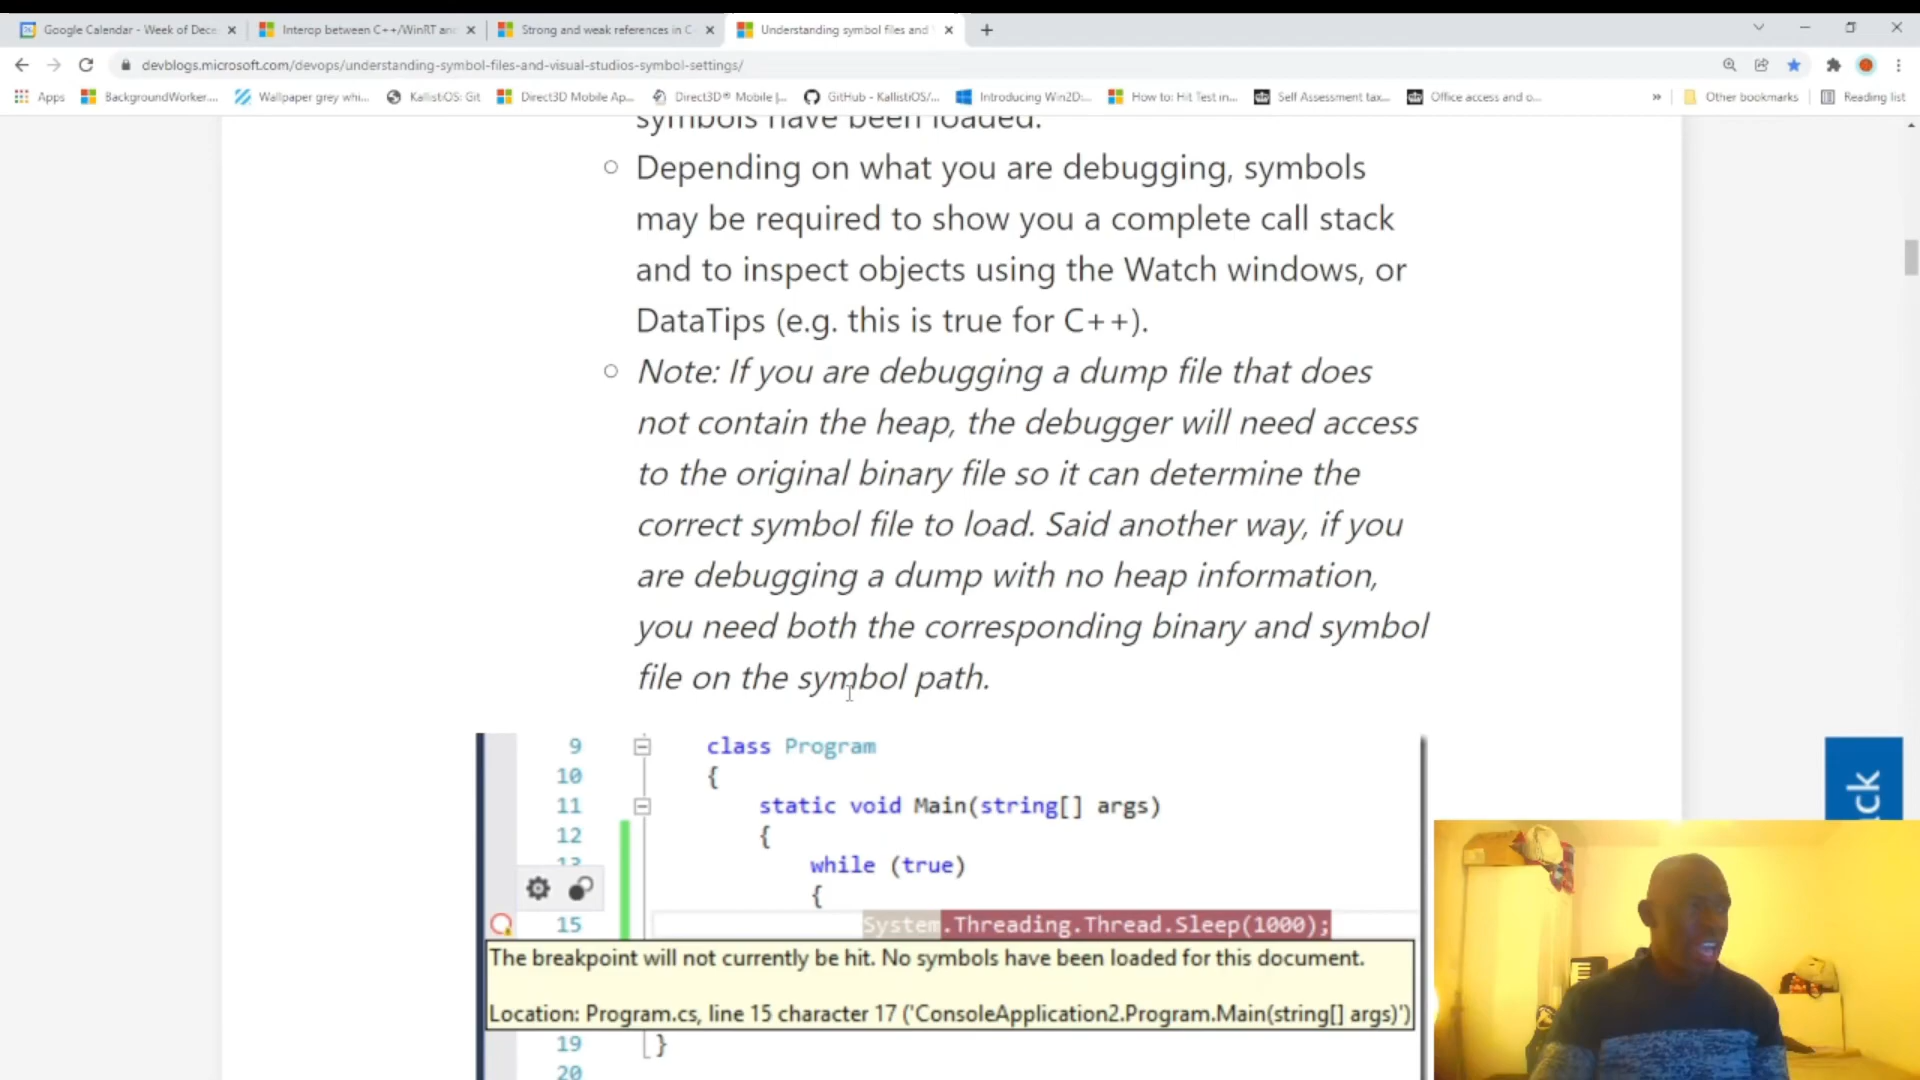 Google Calendar - Week of Dece
Interop between C++/WinRT and
Strong and weak references in C
Understanding symbol files and
devblogs.microsoft.com/devops/understanding-symbol-files-and-visual-studios-symbol-settings/
Apps
BackgroundWorker....
Wallpaper grey whi...
KallistiOS: Git
Direct3D Mobile Ap...
Direct3D® Mobile |...
GitHub - KallistiOS/...
Introducing Win2D:...
How to: Hit Test in...
Self Assessment tax...
Office access and o...
»
Other bookmarks
Reading list
symbols have been loaded.
Depending on what you are debugging, symbols
may be required to show you a complete call stack
and to inspect objects using the Watch windows, or
DataTips (e.g. this is true for C++).
Note: If you are debugging a dump file that does
not contain the heap, the debugger will need access
to the original binary file so it can determine the
correct symbol file to load. Said another way, if you
are debugging a dump with no heap information,
you need both the corresponding binary and symbol
file on the symbol path.
9 class Program
10 {
11 static void Main(string[] args)
12 {
13 while (true)
{
15 System.Threading.Thread.Sleep(1000);
The breakpoint will not currently be hit. No symbols have been loaded for this document.
Location: Program.cs, line 15 character 17 ('ConsoleApplication2.Program.Main(string[] args)')
19 }
20
ck